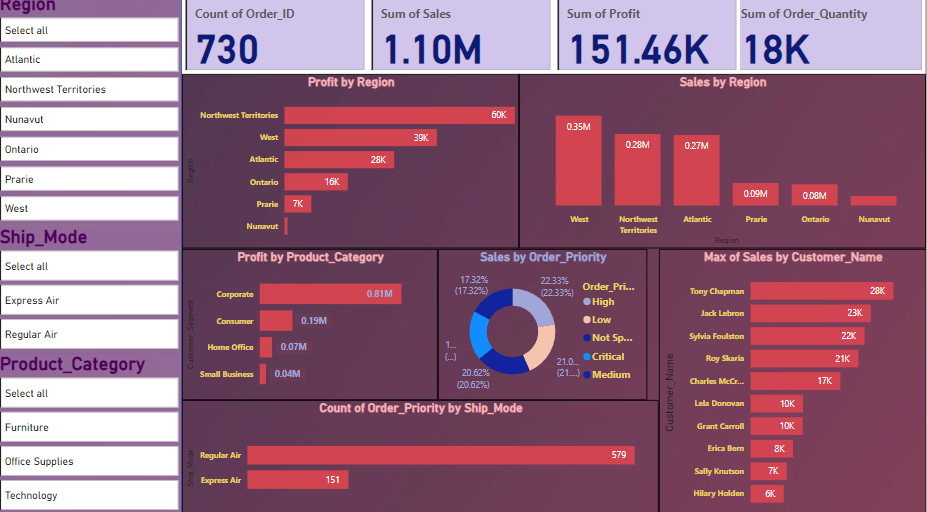 Region
Select all
Atlantic
Northwest Territories
Nunavut
Ontario
Prarie
West
Ship_Mode
Select all
Express Air
Regular Air
Product_Category
Select all
Furniture
Office Supplies
Technology
Count of Order_ID
730
Sum of Sales
1.10M
Sum of Profit
151.46K
Sum of Order_Quantity
18K
Profit by Region
Region
Northwest Territories 60K
West 39K
Atlantic 28K
Ontario 16K
Prarie 7K
Nunavut
Sales by Region
0.35M 0.28M 0.27M 0.09M 0.08M
West Northwest Territories Atlantic Prarie Ontario Nunavut
Region
Profit by Product_Category
Customer_Segment
Corporate 0.81M
Consumer 0.19M
Home Office 0.07M
Small Business 0.04M
Sales by Order_Priority
17.32%
(17.32%)
22.33%
(22.33%)
1...
(...)
20.62%
(20.62%)
21.0...
(21....)
Order_Pri...
High
Low
Not Sp...
Critical
Medium
Count of Order_Priority by Ship_Mode
Ship_Mode
Regular Air 579
Express Air 151
Max of Sales by Customer_Name
Customer_Name
Tony Chapman 28K
Jack Lebron 23K
Sylvia Foulston 22K
Roy Skaria 21K
Charles McCr... 17K
Lela Donovan 10K
Grant Carroll 10K
Erica Bern 8K
Sally Knutson 7K
Hilary Holden 6K